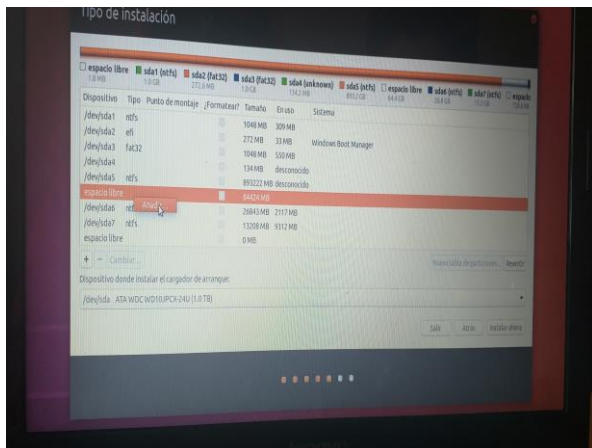 Tipo de instalación
espacio libre sda1 (ntfs) sda2 (fat32) sda3 (fat32) sda4 (unknown) sda5 (ntfs) espacio libre sda6 (ntfs) sda7 (ntfs) espacio
1.0 MB 1.0 GB 272.6 MB 1.0 GB 134.2 MB 893.2 GB 64.4 GB 26.8 GB
Dispositivo Tipo Punto de montaje ¿Formatear? Tamaño En uso Sistema
/dev/sda1 ntfs 1048 MB 309 MB
/dev/sda2 efi 272 MB 33 MB Windows Boot Manager
/dev/sda3 fat32 1048 MB 550 MB
/dev/sda4 134 MB desconocido
/dev/sda5 ntfs 893222 MB desconocido
espacio libre 64424 MB
Añadir
/dev/sda6 26843 MB 2117 MB
/dev/sda7 ntfs 13208 MB 9312 MB
espacio libre 0 MB
+ - Cambiar... Nueva tabla de particiones... Revertir
Dispositivo donde instalar el cargador de arranque:
/dev/sda ATA WDC WD10JPCX-24U (1.0 TB)
Salir Atrás Instalar ahora
lenovo